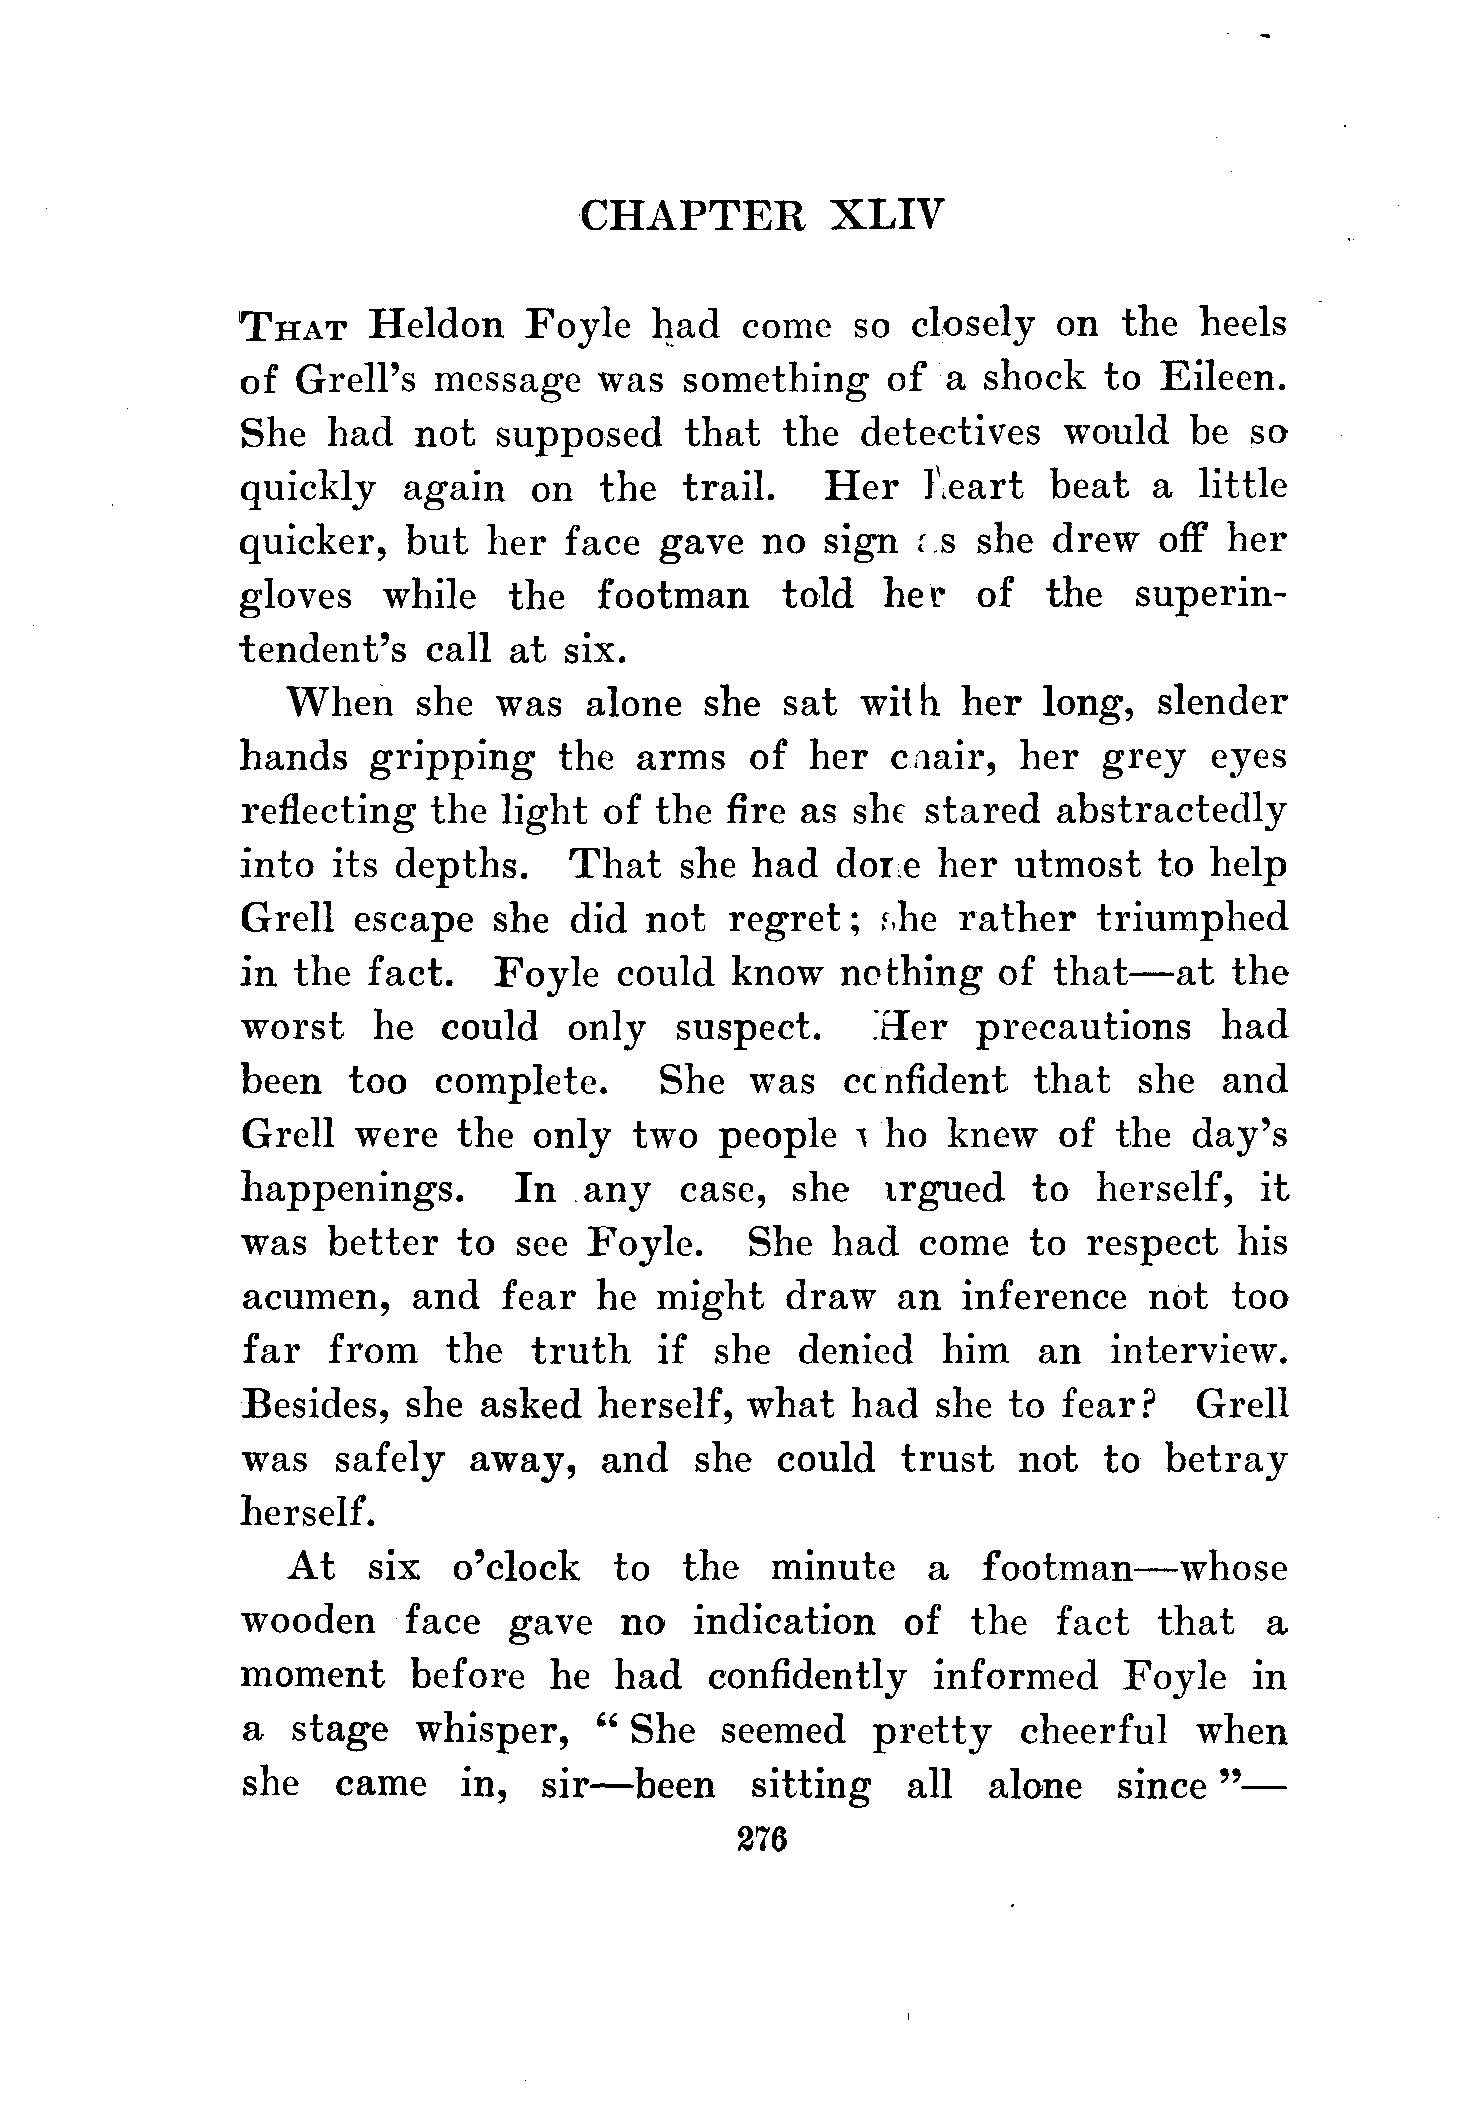 CHAPTER XLIV
THAT Heldon Foyle had come so closely on the heels
of Grell's message was something of a shock to Eileen.
She had not supposed that the detectives would be so
quickly again on the trail. Her heart beat a little
quicker, but her face gave no sign as she drew off her
gloves while the footman told her of the superin-
tendent's call at six.
When she was alone she sat with her long, slender
hands gripping the arms of her chair, her grey eyes
reflecting the light of the fire as she stared abstractedly
into its depths. That she had done her utmost to help
Grell escape she did not regret; she rather triumphed
in the fact. Foyle could know nothing of that—at the
worst he could only suspect. Her precautions had
been too complete. She was confident that she and
Grell were the only two people who knew of the day's
happenings. In any case, she argued to herself, it
was better to see Foyle. She had come to respect his
acumen, and fear he might draw an inference not too
far from the truth if she denied him an interview.
Besides, she asked herself, what had she to fear? Grell
was safely away, and she could trust not to betray
herself.
At six o'clock to the minute a footman—whose
wooden face gave no indication of the fact that a
moment before he had confidently informed Foyle in
a stage whisper, “She seemed pretty cheerful when
she came in, sir—been sitting all alone since”—
276